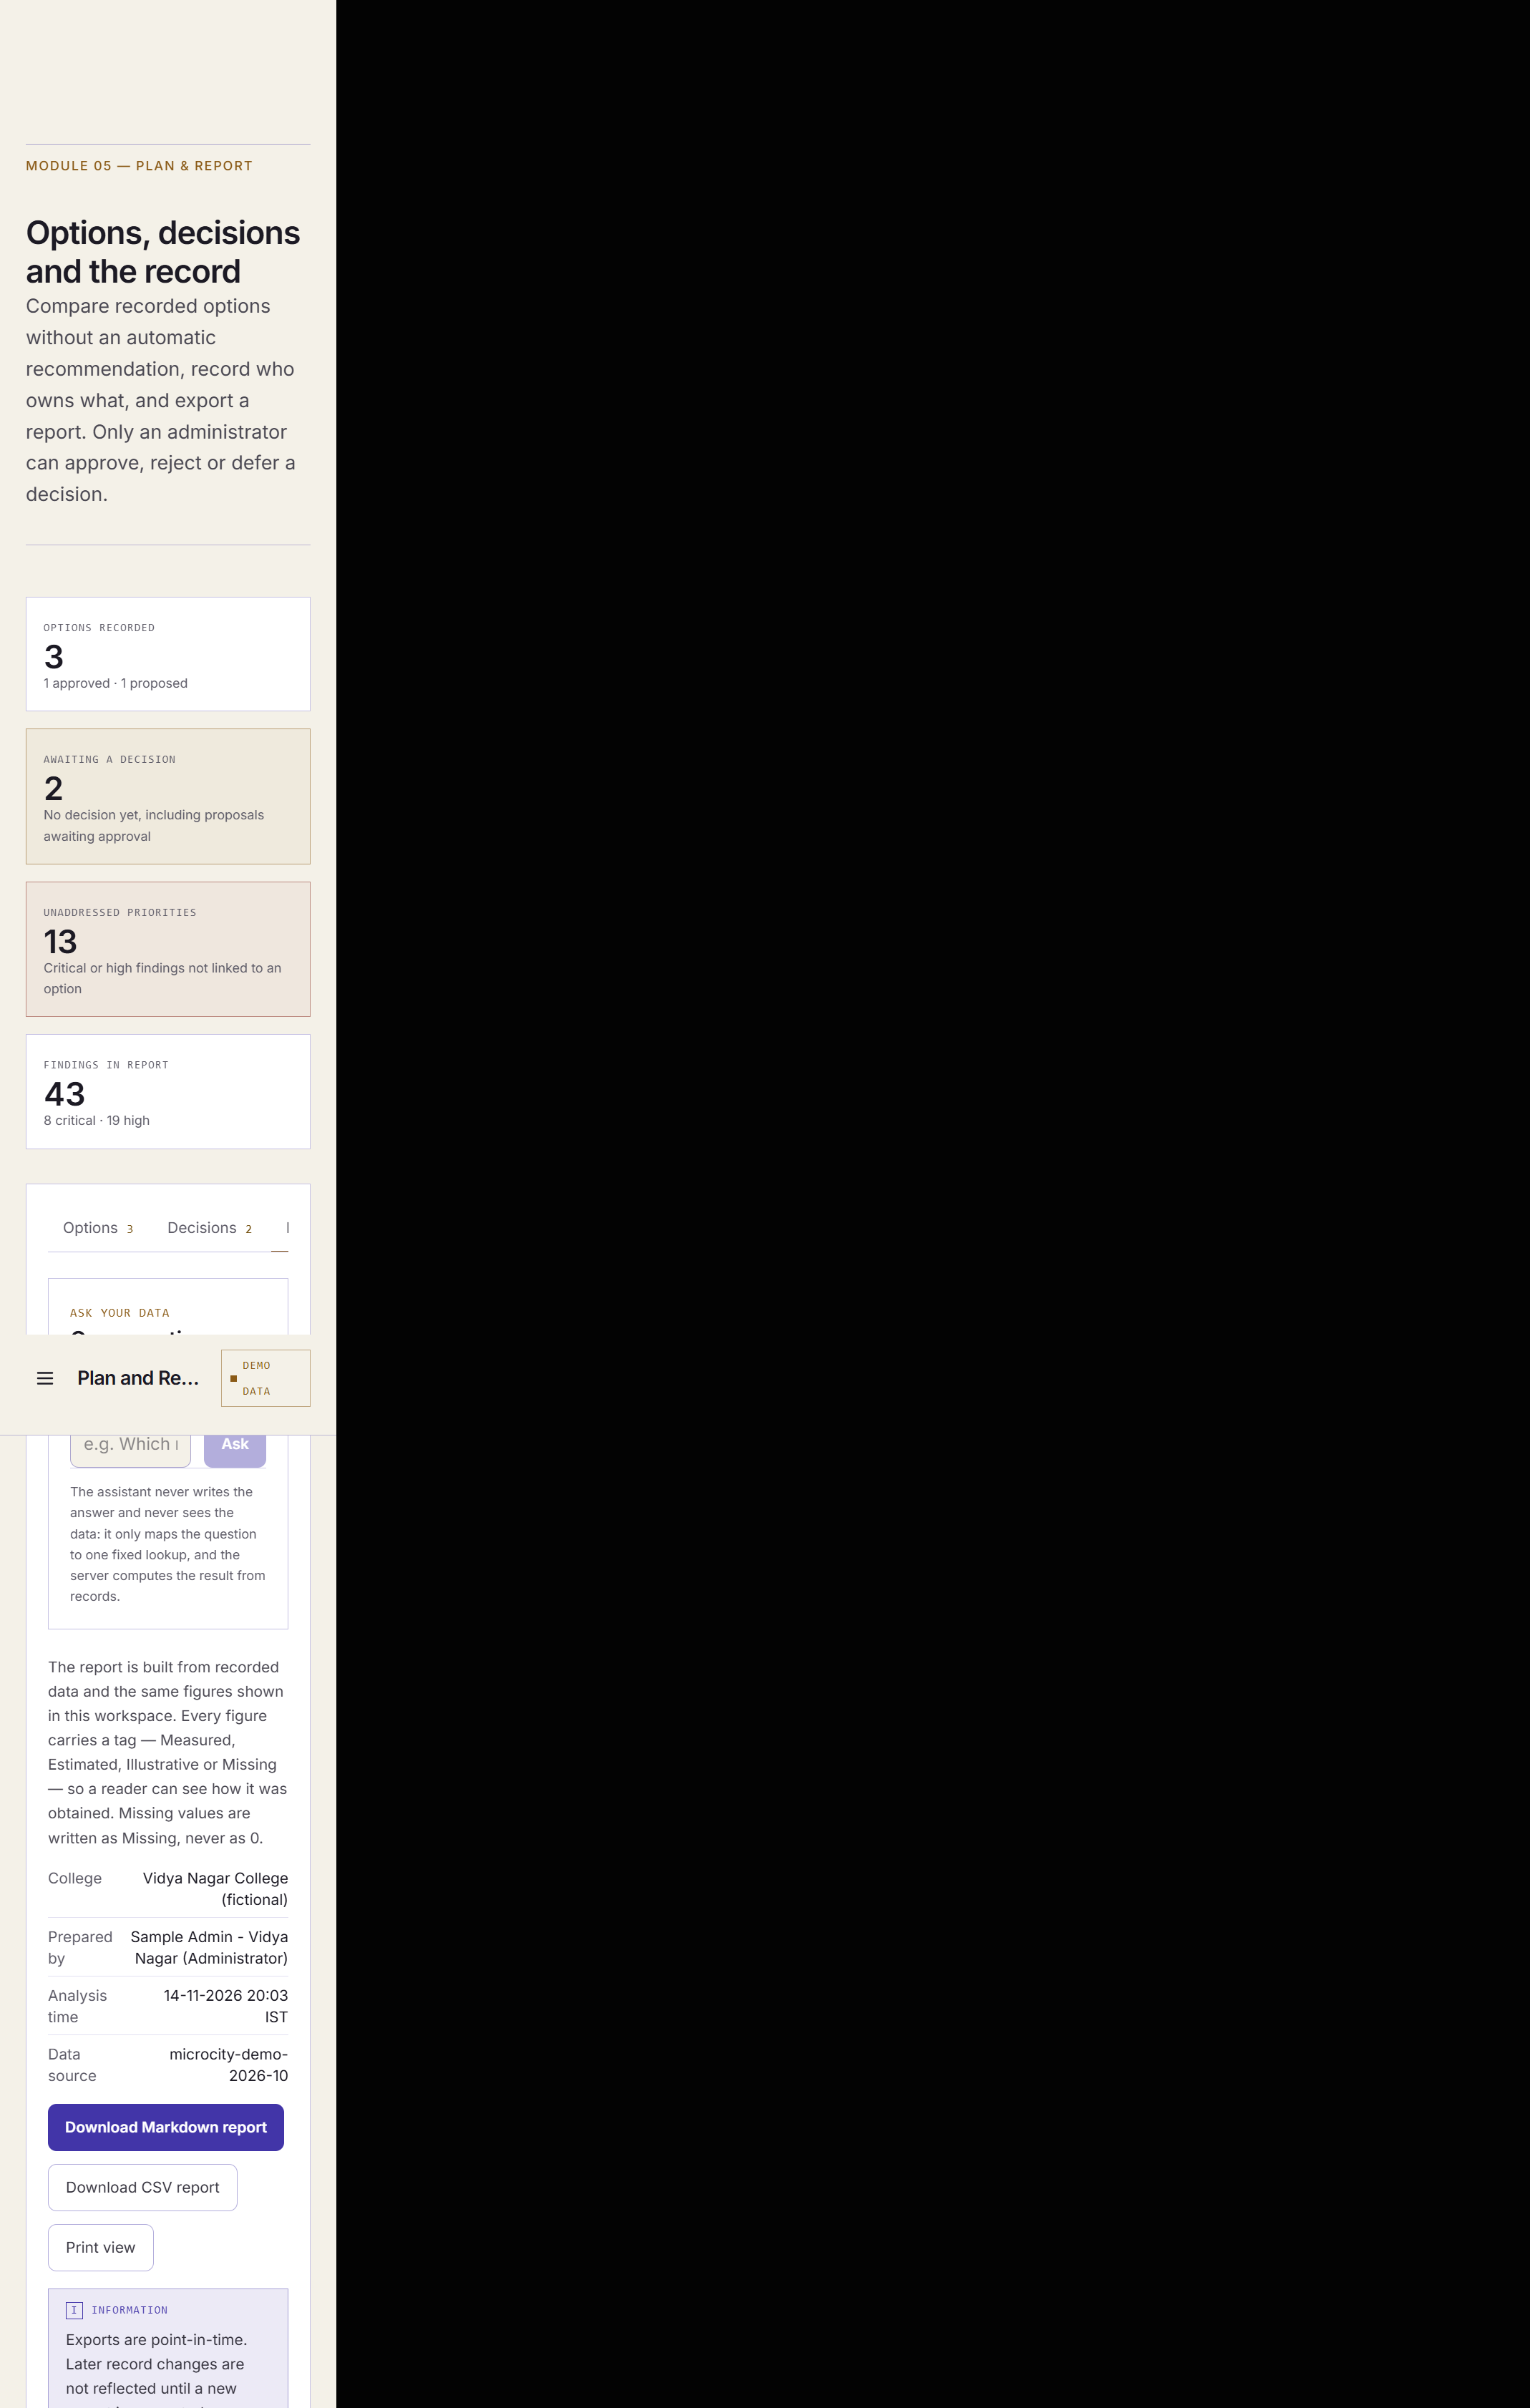 MODULE 05 — PLAN & REPORT
Options, decisions
and the record
Compare recorded options
without an automatic
recommendation, record who
owns what, and export a
report. Only an administrator
can approve, reject or defer a
decision.
OPTIONS RECORDED
3
1 approved · 1 proposed
AWAITING A DECISION
2
No decision yet, including proposals
awaiting approval
UNADDRESSED PRIORITIES
13
Critical or high findings not linked to an
option
FINDINGS IN REPORT
43
8 critical · 19 high
Options 3 Decisions 2
ASK YOUR DATA
Plan and Re...
DEMO
DATA
e.g. Which
Ask
The assistant never writes the
answer and never sees the
data: it only maps the question
to one fixed lookup, and the
server computes the result from
records.
The report is built from recorded
data and the same figures shown
in this workspace. Every figure
carries a tag — Measured,
Estimated, Illustrative or Missing
— so a reader can see how it was
obtained. Missing values are
written as Missing, never as 0.
College Vidya Nagar College
(fictional)
Prepared Sample Admin - Vidya
by Nagar (Administrator)
Analysis 14-11-2026 20:03
time IST
Data microcity-demo-
source 2026-10
Download Markdown report
Download CSV report
Print view
I INFORMATION
Exports are point-in-time.
Later record changes are
not reflected until a new